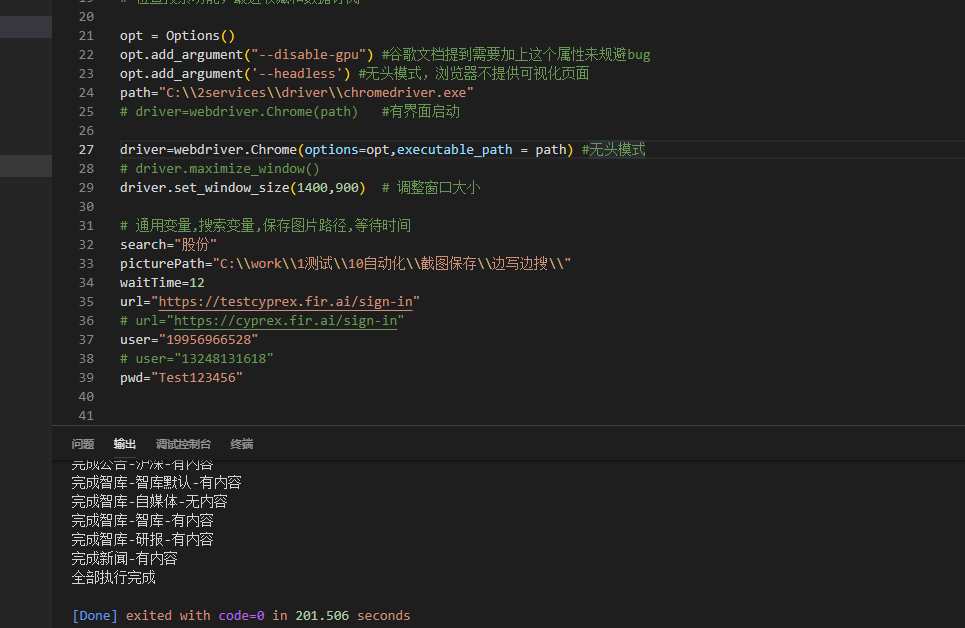 20
21 opt = Options()
22 opt.add_argument("--disable-gpu") #谷歌文档提到需要加上这个属性来规避bug
23 opt.add_argument('--headless') #无头模式，浏览器不提供可视化页面
24 path="C:\\2services\\driver\\chromedriver.exe"
25 # driver=webdriver.Chrome(path)   #有界面启动
26
27 driver=webdriver.Chrome(options=opt,executable_path = path) #无头模式
28 # driver.maximize_window()
29 driver.set_window_size(1400,900)  # 调整窗口大小
30
31 # 通用变量,搜索变量,保存图片路径,等待时间
32 search="股份"
33 picturePath="C:\\work\\1测试\\10自动化\\截图保存\\边写边搜\\"
34 waitTime=12
35 url="https://testcyprex.fir.ai/sign-in"
36 # url="https://cyprex.fir.ai/sign-in"
37 user="19956966528"
38 # user="13248131618"
39 pwd="Test123456"
40
41
问题 输出 调试控制台 终端
完成公告-沪深-有内容
完成智库-智库默认-有内容
完成智库-自媒体-无内容
完成智库-智库-有内容
完成智库-研报-有内容
完成新闻-有内容
全部执行完成
[Done] exited with code=0 in 201.506 seconds